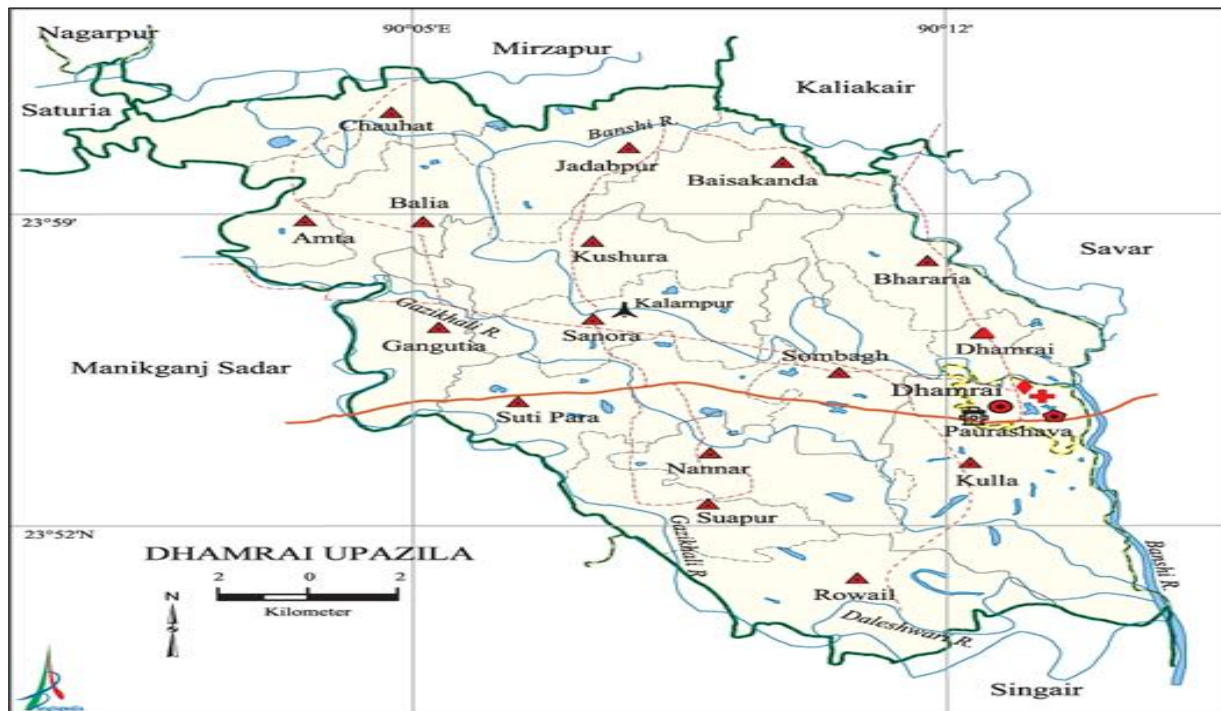 90°05'E
90°12'
Nagarpur
Mirzapur
Kaliakair
Saturia
Chauhat
Banshi R.
Jadabpur
Baisakanda
Balia
23°59'
Amta
Kushura
Savar
Bhararia
Kalampur
Gazikhali R.
Sanora
Gangutia
Dhamrai
Sombagh
Manikganj Sadar
Dhamrai
Suti Para
Paurashava
Nannar
Kulla
Suapur
23°52'N
Gazikhali R.
DHAMRAI UPAZILA
Banshi R.
2 0 2
Kilometer
N
Rowail
Daleshwari R.
Singair